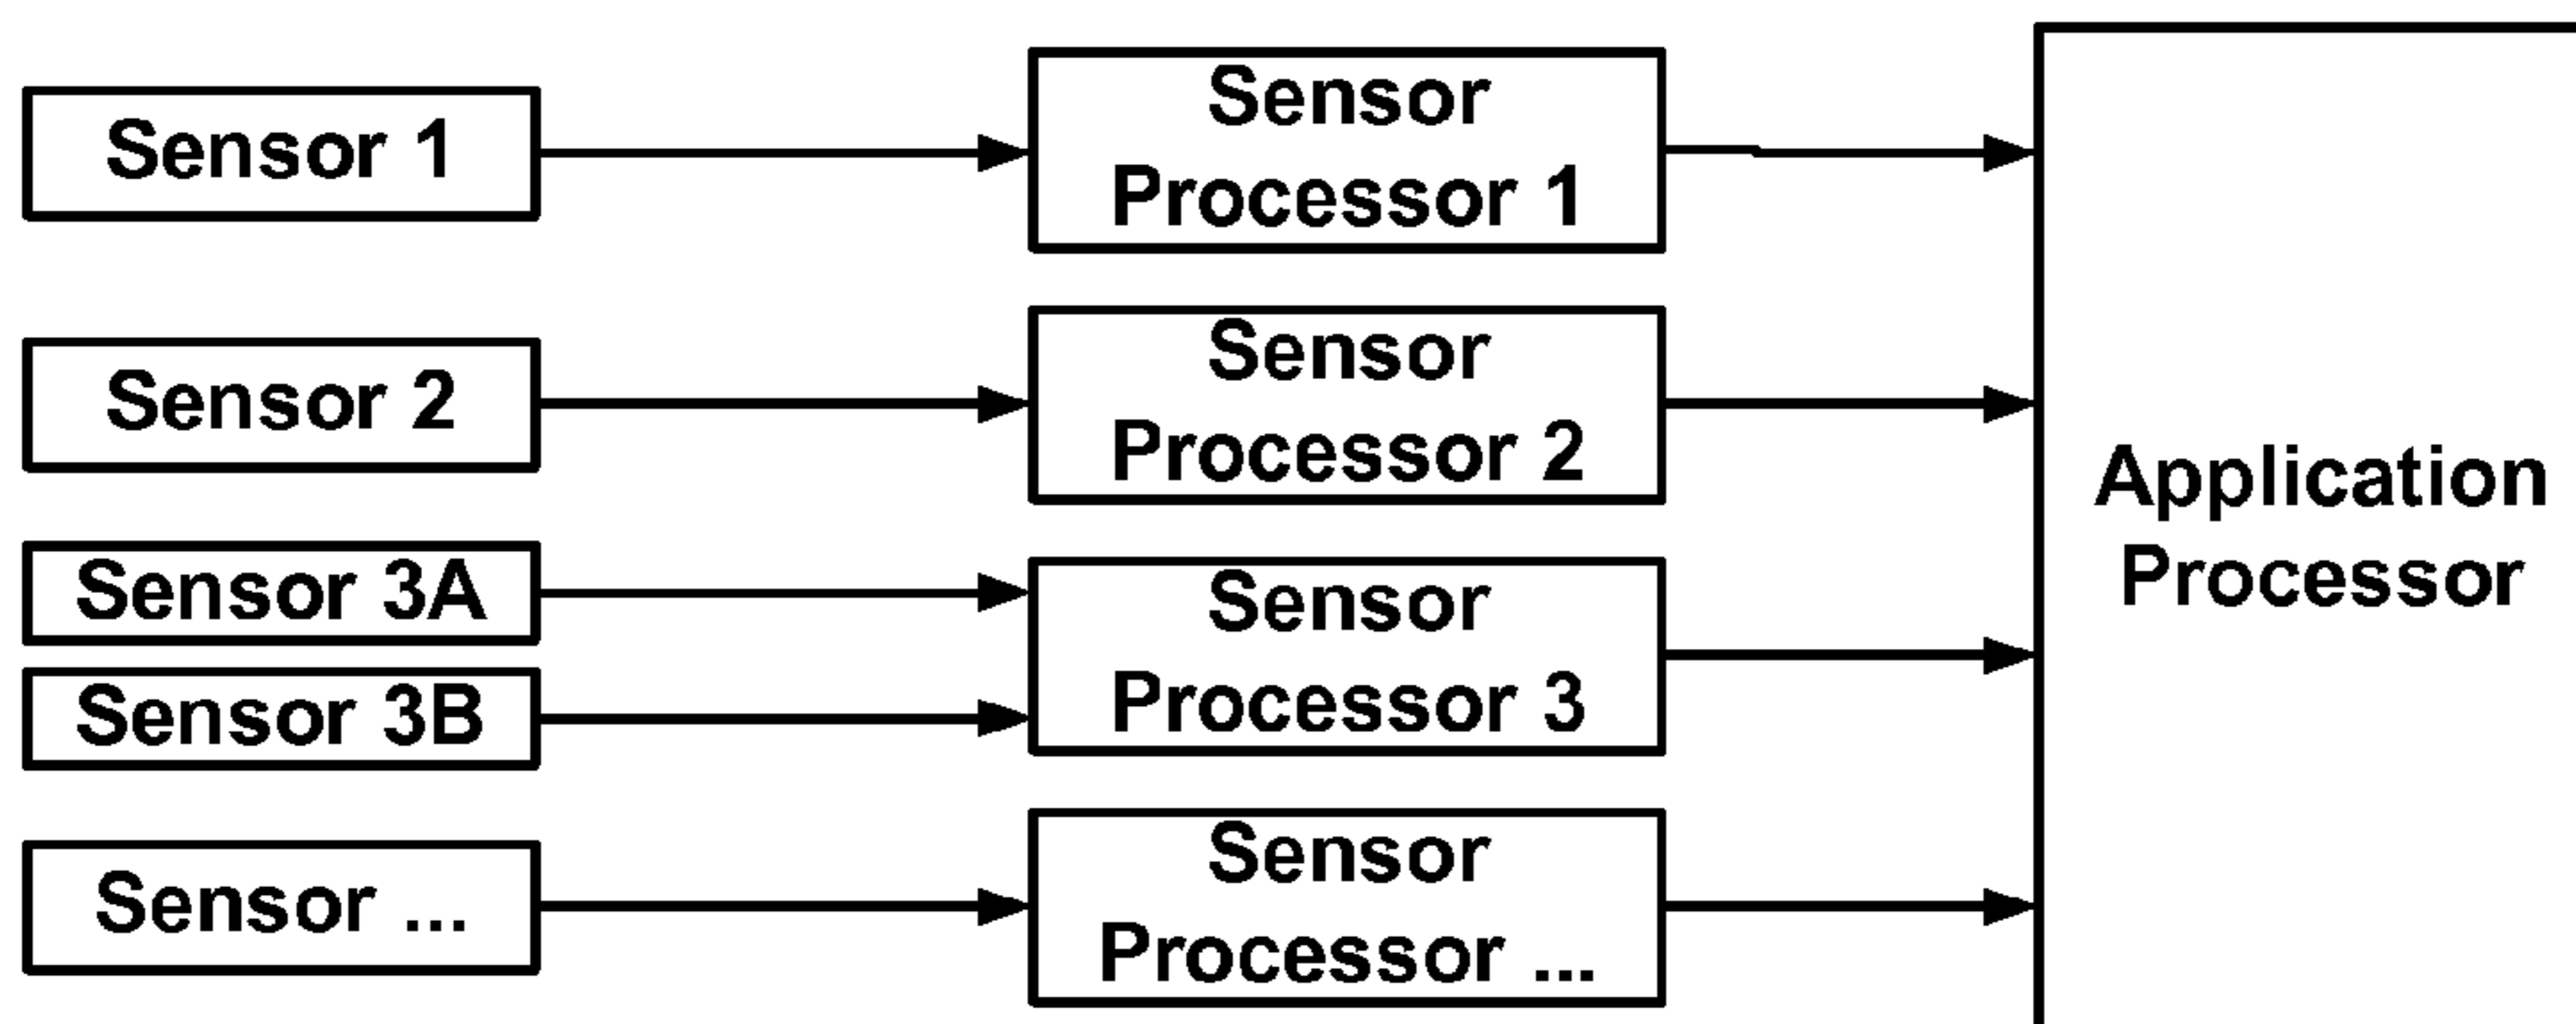 Sensor 1
Sensor
Processor 1
Sensor 2
Sensor
Processor 2
Sensor 3A
Sensor 3B
Sensor
Processor 3
Sensor ...
Sensor
Processor ...
Application
Processor